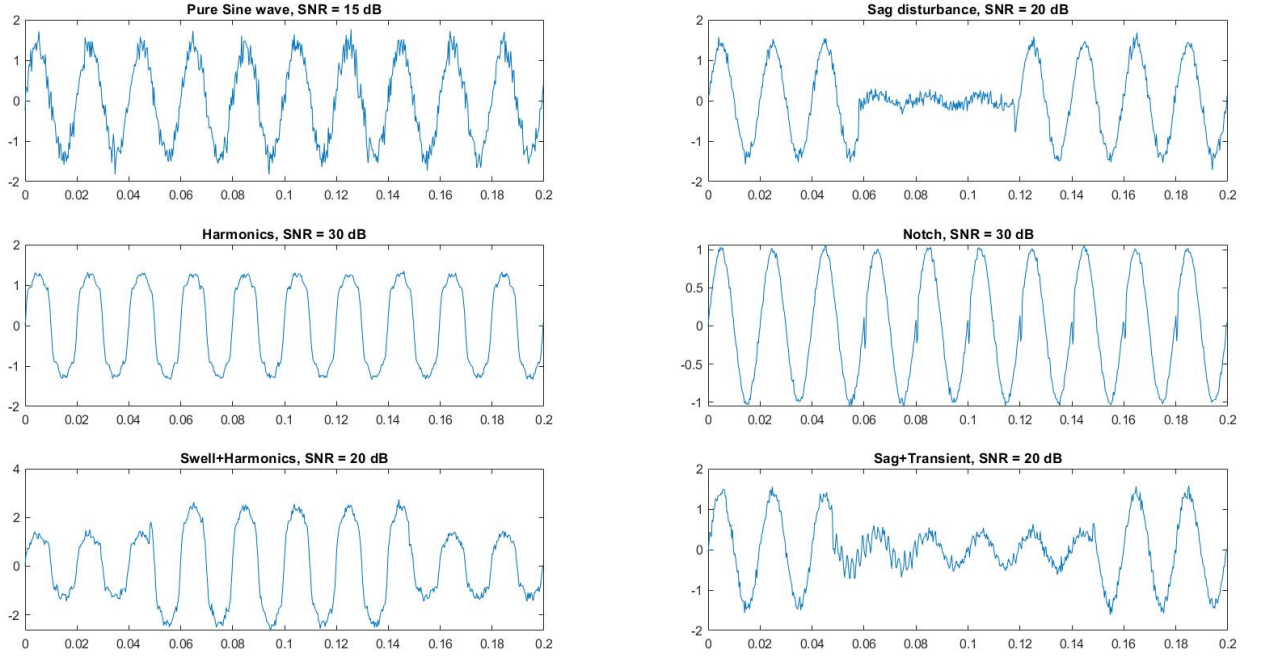 Pure Sine wave, SNR = 15 dB
2
1
0
-1
-2
0 0.02 0.04 0.06 0.08 0.1 0.12 0.14 0.16 0.18 0.2
Sag disturbance, SNR = 20 dB
2
1
0
-1
-2
0 0.02 0.04 0.06 0.08 0.1 0.12 0.14 0.16 0.18 0.2
Harmonics, SNR = 30 dB
2
1
0
-1
-2
0 0.02 0.04 0.06 0.08 0.1 0.12 0.14 0.16 0.18 0.2
Notch, SNR = 30 dB
1
0.5
0
-0.5
-1
0 0.02 0.04 0.06 0.08 0.1 0.12 0.14 0.16 0.18 0.2
Swell+Harmonics, SNR = 20 dB
4
2
0
-2
0 0.02 0.04 0.06 0.08 0.1 0.12 0.14 0.16 0.18 0.2
Sag+Transient, SNR = 20 dB
2
1
0
-1
-2
0 0.02 0.04 0.06 0.08 0.1 0.12 0.14 0.16 0.18 0.2